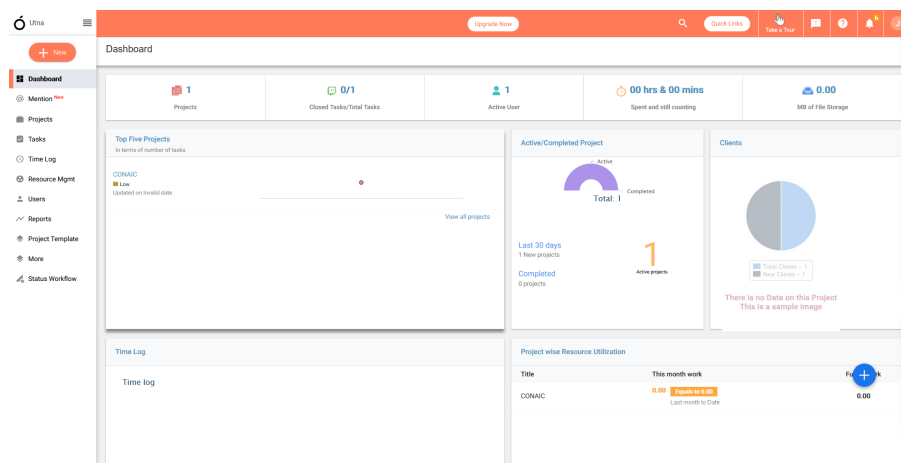 Utna
Upgrade Now
Quick Links
Take a Tour
6
J
New
Dashboard
Dashboard
Mention New
Projects
Tasks
Time Log
Resource Mgmt
Users
Reports
Project Template
More
Status Workflow
1
Projects
0/1
Closed Tasks/Total Tasks
1
Active User
00 hrs & 00 mins
Spent and still counting
0.00
MB of File Storage
Top Five Projects
In terms of number of tasks
CONAIC
Low
Updated on Invalid date
View all projects
Active/Completed Project
Active
Completed
Total: 1
Last 30 days
1 New projects
Completed
0 projects
1
Active projects
Clients
Total Clients = 1
New Clients = 1
There is no Data on this Project
This is a sample image
Time Log
Time log
Project wise Resource Utilization
Title
This month work
CONAIC
0.00 Equals to 0.00
Last month to Date
0.00